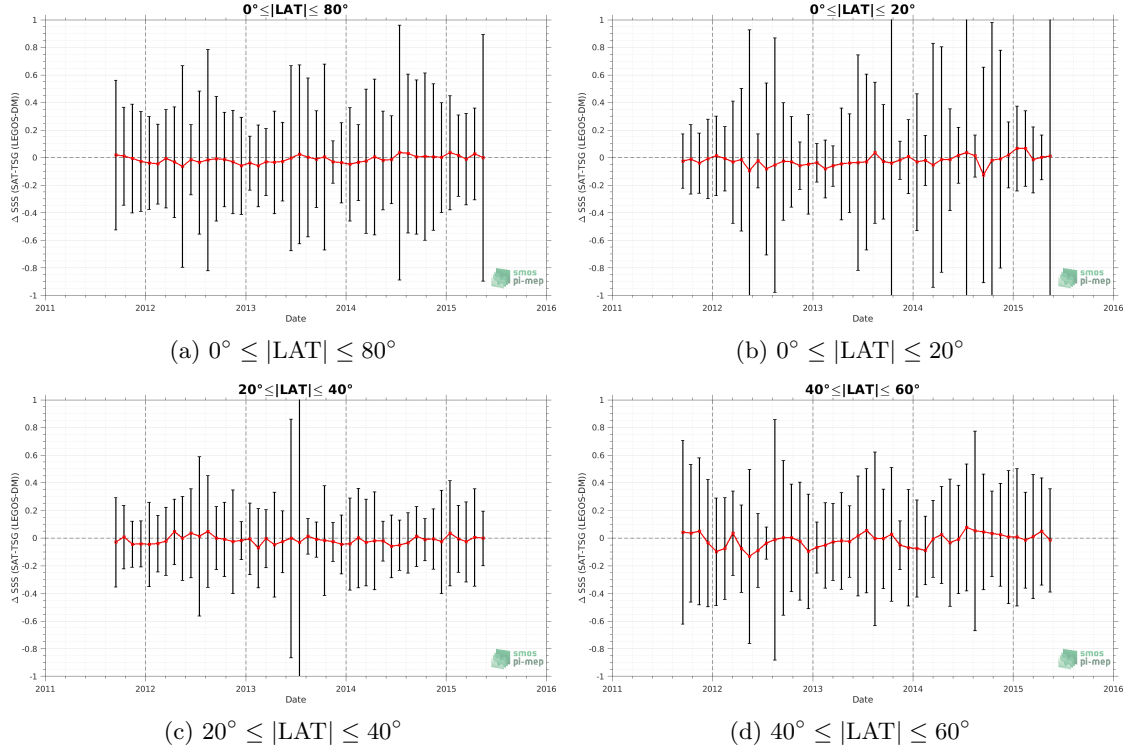 0°≤|LAT|≤ 80°
1
0.8
0.6
0.4
0.2
0
-0.2
-0.4
-0.6
-0.8
-1
Δ SSS (SAT-TSG (LEGOS-DM))
2011 2012 2013 2014 2015 2016
Date
smos
pi-mep
(a) 0° ≤ |LAT| ≤ 80°
0°≤|LAT|≤ 20°
1
0.8
0.6
0.4
0.2
0
-0.2
-0.4
-0.6
-0.8
-1
Δ SSS (SAT-TSG (LEGOS-DM))
2011 2012 2013 2014 2015 2016
Date
smos
pi-mep
(b) 0° ≤ |LAT| ≤ 20°
20°≤|LAT|≤ 40°
1
0.8
0.6
0.4
0.2
0
-0.2
-0.4
-0.6
-0.8
-1
Δ SSS (SAT-TSG (LEGOS-DM))
2011 2012 2013 2014 2015 2016
Date
smos
pi-mep
(c) 20° ≤ |LAT| ≤ 40°
40°≤|LAT|≤ 60°
1
0.8
0.6
0.4
0.2
0
-0.2
-0.4
-0.6
-0.8
-1
Δ SSS (SAT-TSG (LEGOS-DM))
2011 2012 2013 2014 2015 2016
Date
smos
pi-mep
(d) 40° ≤ |LAT| ≤ 60°